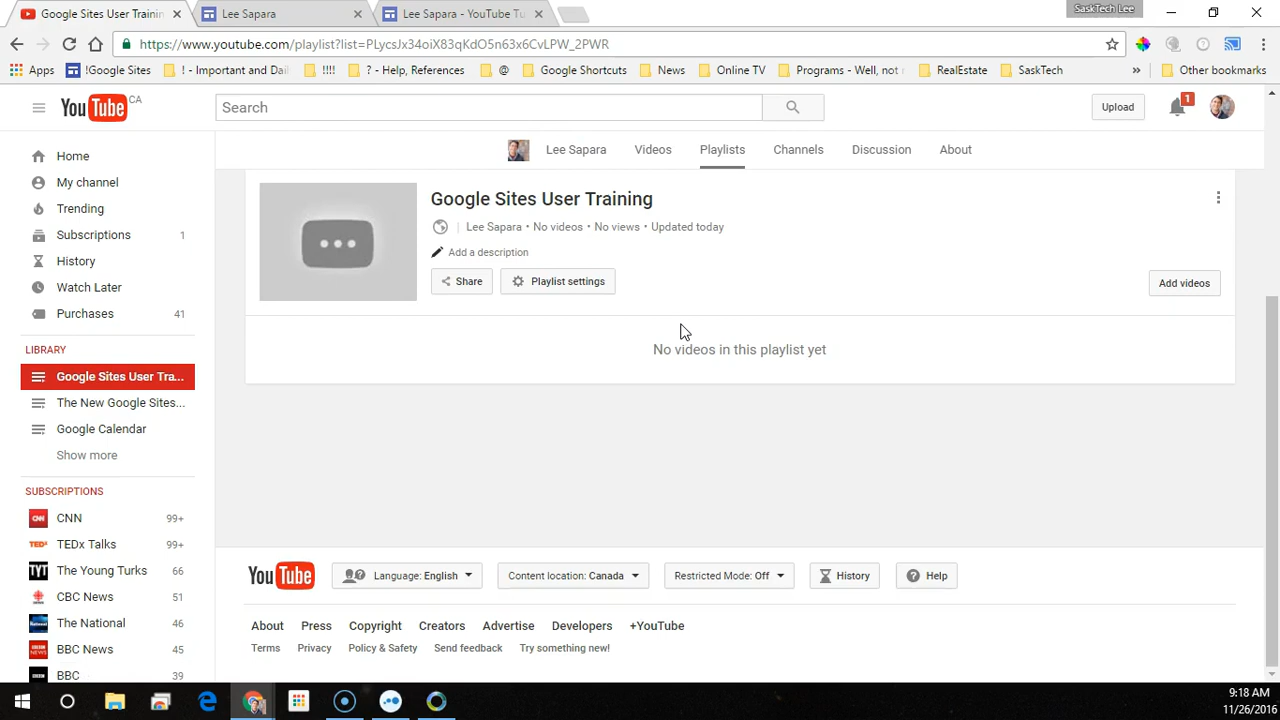 Google Sites User Trainin
Lee Sapara
Lee Sapara - YouTube Tu
SaskTech Lee
https://www.youtube.com/playlist?list=PLycsJx34oiX83qKdO5n63x6CvLPW_2PWR
Apps
!Google Sites
! - Important and Dail
!!!!
? - Help, References
@
Google Shortcuts
News
Online TV
Programs - Well, not s
RealEstate
SaskTech
»
Other bookmarks
YouTube CA
Search
Upload
1
Home
My channel
Trending
Subscriptions 1
History
Watch Later
Purchases 41
LIBRARY
Google Sites User Tra...
The New Google Sites...
Google Calendar
Show more
SUBSCRIPTIONS
CNN 99+
TEDx Talks 99+
TYT The Young Turks 66
CBC News 51
The National 46
BBC News 45
BBC 39
Lee Sapara Videos Playlists Channels Discussion About
Google Sites User Training
Lee Sapara • No videos • No views • Updated today
Add a description
Share
Playlist settings
Add videos
No videos in this playlist yet
YouTube
Language: English
Content location: Canada
Restricted Mode: Off
History
Help
About Press Copyright Creators Advertise Developers +YouTube
Terms Privacy Policy & Safety Send feedback Try something new!
9:18 AM
11/26/2016